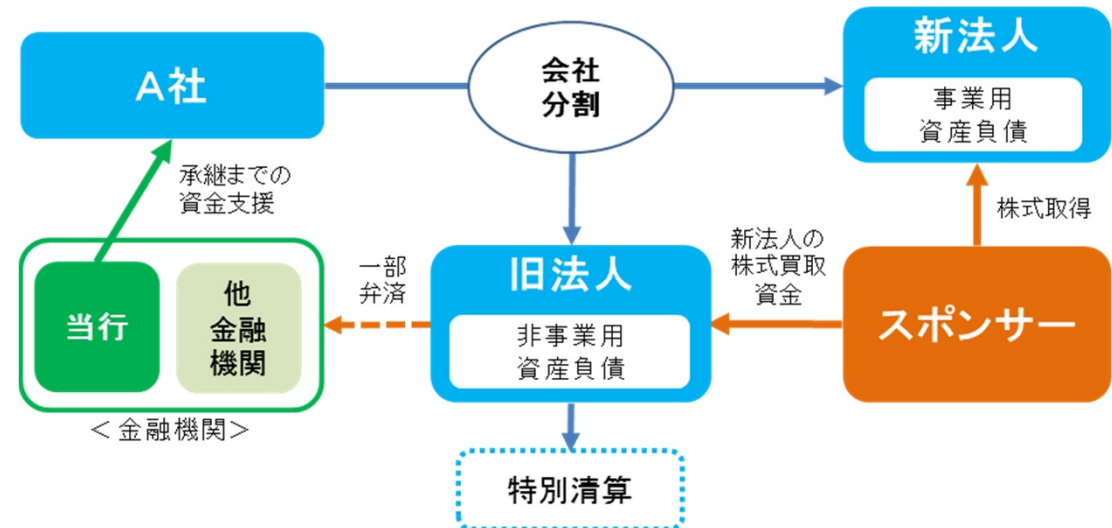 A社
会社
分割
新法人
事業用
資産負債
承継までの
資金支援
株式取得
当行
他
金融
機関
＜金融機関＞
一部
弁済
旧法人
非事業用
資産負債
新法人の
株式買取
資金
スポンサー
特別清算